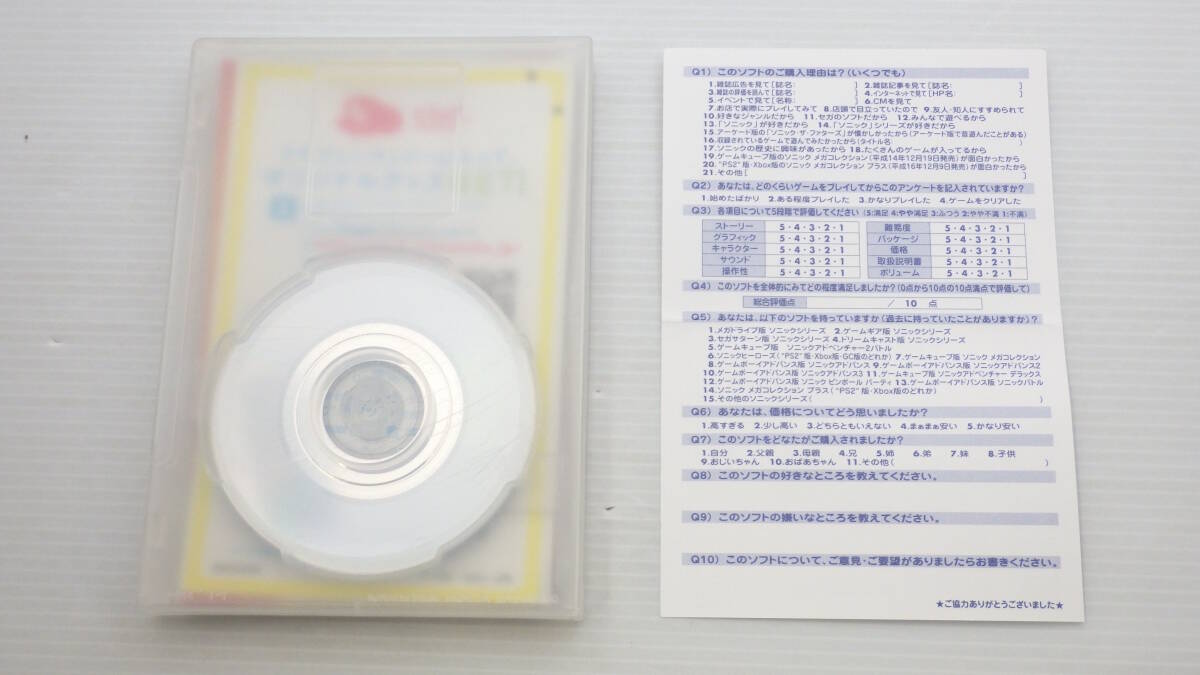 Q1) このソフトのご購入理由は?(いくつでも)
1.雑誌広告を見て[誌名: ] 2.雑誌記事を見て[誌名: ]
3.雑誌の評価を読んで[誌名: ] 4.インターネットで見て[HP名: ]
5.イベントで見て[名称: ] 6.CMを見て
7.お店で実際にプレイしてみて 8.店頭で目立っていたので 9.友人・知人にすすめられて
10.好きなジャンルだから 11.セガのソフトだから 12.みんなで遊べるから
13.「ソニック」が好きだから 14.「ソニック」シリーズが好きだから
15.アーケード版の「ソニック・ザ・ファイターズ」が懐かしかったから(アーケード版で昔遊んだことがある)
16.収録されているゲームで遊んでみたかったから(タイトル名: )
17.ソニックの歴史に興味があったから 18.たくさんのゲームが入ってるから
19.ゲームキューブ版のソニック メガコレクション(平成14年12月19日発売)が面白かったから
20."PS2"版・Xbox版のソニック メガコレクション プラス(平成16年12月9日発売)が面白かったから
21.その他[ ]
Q2) あなたは、どのくらいゲームをプレイしてからこのアンケートを記入されていますか?
1.始めたばかり 2.ある程度プレイした 3.かなりプレイした 4.ゲームをクリアした
Q3) 各項目について5段階で評価してください (5:満足 4:やや満足 3:ふつう 2:やや不満 1:不満)
ストーリー 5・4・3・2・1 難易度 5・4・3・2・1
グラフィック 5・4・3・2・1 パッケージ 5・4・3・2・1
キャラクター 5・4・3・2・1 価格 5・4・3・2・1
サウンド 5・4・3・2・1 取扱説明書 5・4・3・2・1
操作性 5・4・3・2・1 ボリューム 5・4・3・2・1
Q4) このソフトを全体的にみてどの程度満足しましたか?(0点から10点の10点満点で評価して)
総合評価点 / 10 点
Q5) あなたは、以下のソフトを持っていますか(過去に持っていたことがありますか)?
1.メガドライブ版 ソニックシリーズ 2.ゲームギア版 ソニックシリーズ
3.セガサターン版 ソニックシリーズ 4.ドリームキャスト版 ソニックシリーズ
5.ゲームキューブ版 ソニックアドベンチャー2バトル
6.ソニックヒーローズ("PS2"版・Xbox版・GC版のどれか) 7.ゲームキューブ版 ソニック メガコレクション
8.ゲームボーイアドバンス版 ソニックアドバンス 9.ゲームボーイアドバンス版 ソニックアドバンス2
10.ゲームボーイアドバンス版 ソニックアドバンス3 11.ゲームキューブ版 ソニックアドベンチャー デラックス
12.ゲームボーイアドバンス版 ソニック ピンボール パーティ 13.ゲームボーイアドバンス版 ソニックバトル
14.ソニック メガコレクション プラス("PS2"版・Xbox版のどれか)
15.その他のソニックシリーズ( )
Q6) あなたは、価格についてどう思いましたか?
1.高すぎる 2.少し高い 3.どちらともいえない 4.まぁまぁ安い 5.かなり安い
Q7) このソフトをどなたがご購入されましたか?
1.自分 2.父親 3.母親 4.兄 5.姉 6.弟 7.妹 8.子供
9.おじいちゃん 10.おばあちゃん 11.その他( )
Q8) このソフトの好きなところを教えてください。
Q9) このソフトの嫌いなところを教えてください。
Q10) このソフトについて、ご意見・ご要望がありましたらお書きください。
★ご協力ありがとうございました★